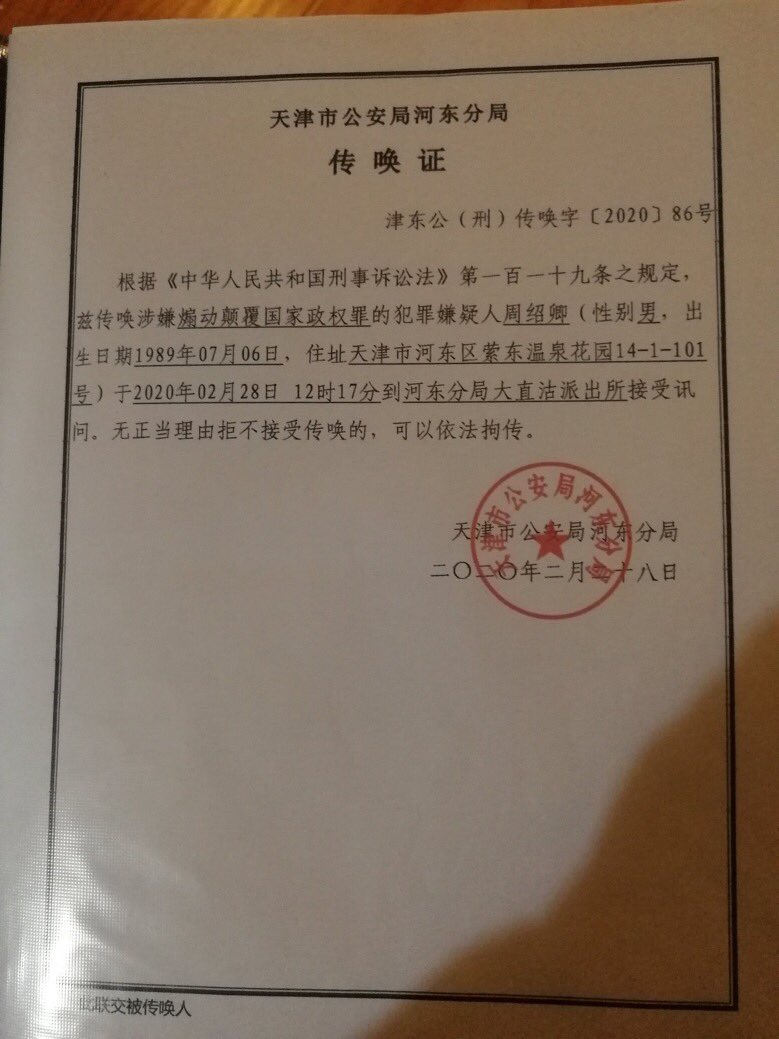 天津市公安局河东分局
传唤证
津东公（刑）传唤字〔2020〕86号
根据《中华人民共和国刑事诉讼法》第一百一十九条之规定，
兹传唤涉嫌煽动颠覆国家政权罪的犯罪嫌疑人周绍卿（性别男，出
生日期1989年07月06日，住址天津市河东区萦东温泉花园14-1-101
号）于2020年02月28日 12时17分到河东分局大直沽派出所接受讯
问。无正当理由拒不接受传唤的，可以依法拘传。
天津市公安局河东分局
天津市公安局河东分局
二〇二〇年二月二十八日
此联交被传唤人